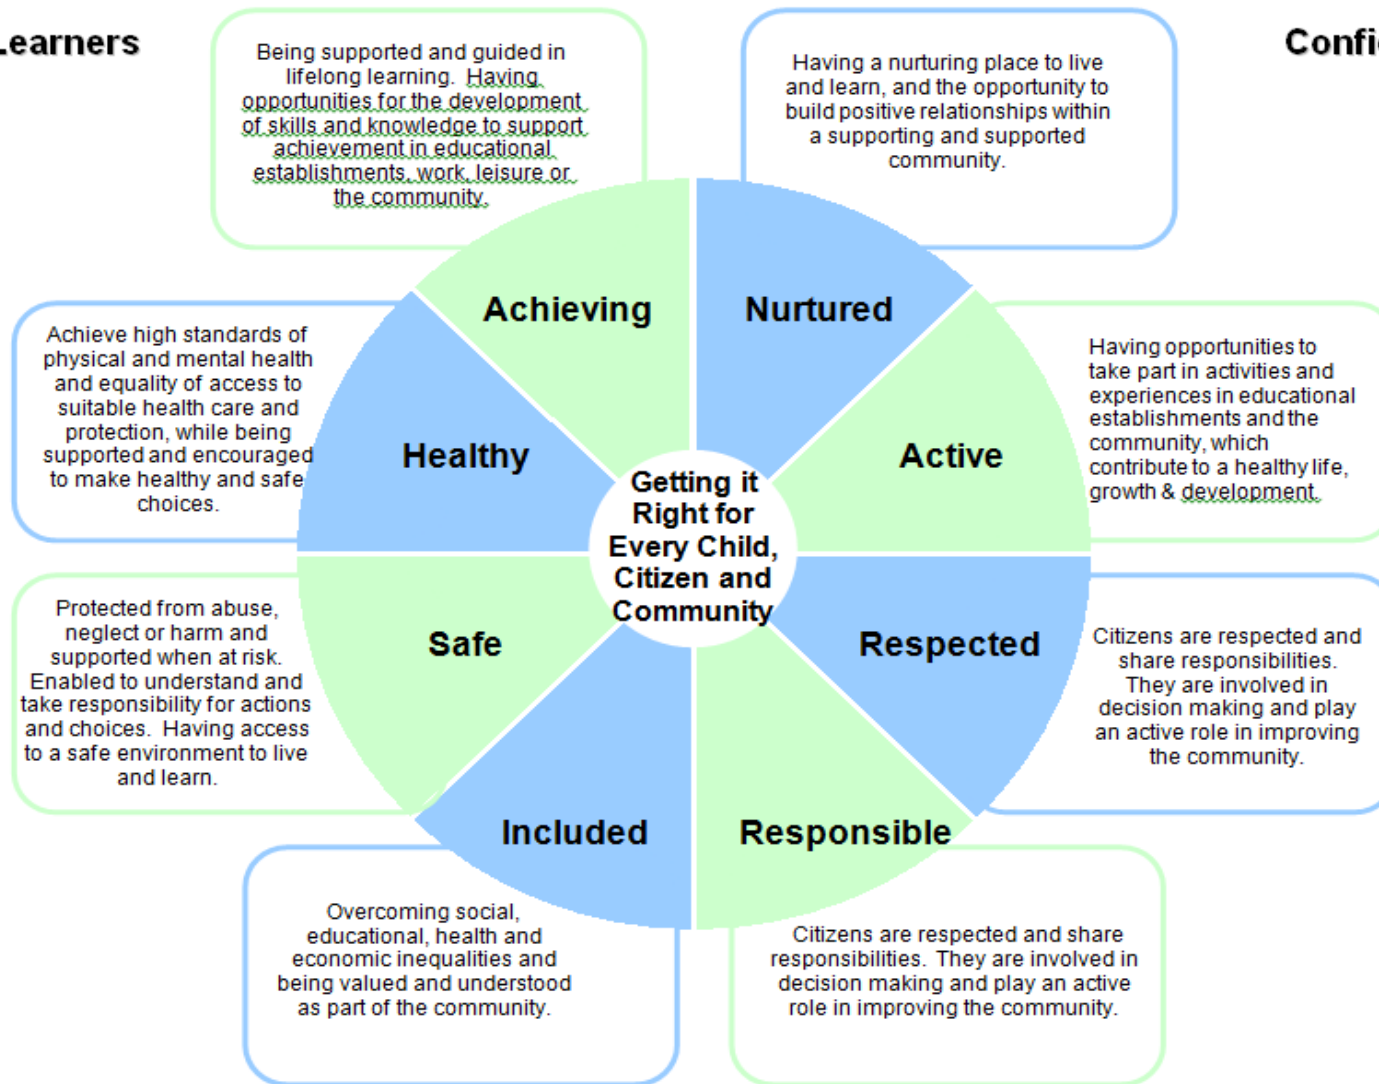 Learners
Confi
Being supported and guided in
lifelong learning. Having
opportunities for the development
of skills and knowledge to support
achievement in educational
establishments, work, leisure or
the community.
Having a nurturing place to live
and learn, and the opportunity to
build positive relationships within
a supporting and supported
community.
Achieving
Nurtured
Achieve high standards of
physical and mental health
and equality of access to
suitable health care and
protection, while being
supported and encouraged
to make healthy and safe
choices.
Healthy
Active
Having opportunities to
take part in activities and
experiences in educational
establishments and the
community, which
contribute to a healthy life,
growth & development.
Getting it
Right for
Every Child,
Citizen and
Community
Protected from abuse,
neglect or harm and
supported when at risk.
Enabled to understand and
take responsibility for actions
and choices. Having access
to a safe environment to live
and learn.
Safe
Respected
Citizens are respected and
share responsibilities.
They are involved in
decision making and play
an active role in improving
the community.
Included
Responsible
Overcoming social,
educational, health and
economic inequalities and
being valued and understood
as part of the community.
Citizens are respected and share
responsibilities. They are involved in
decision making and play an active
role in improving the community.